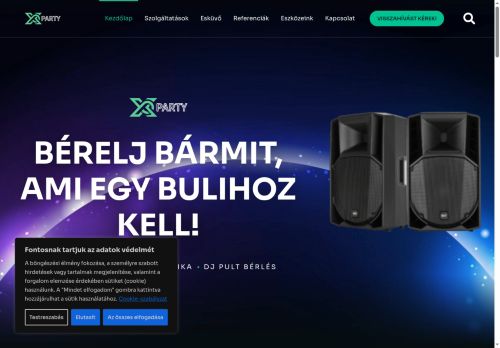 PARTY
Kezdőlap
Szolgáltatások
Esküvő
Referenciák
Eszközeink
Kapcsolat
VISSZAHÍVÁST KÉREK!
PARTY
BÉRELJ BÁRMIT,
AMI EGY BULIHOZ
KELL!
DJ PULT BÉRLÉS
Fontosnak tartjuk az adatok védelmét
A böngészési élmény fokozása, a személyre szabott
hirdetések vagy tartalmak megjelenítése, valamint a
forgalom elemzése érdekében sütiket (cookie)
használunk. A "Mindet elfogadom" gombra kattintva
hozzájárulhat a sütik használatához. Cookie-szabályzat
Testreszabás
Elutasít
Az összes elfogadása